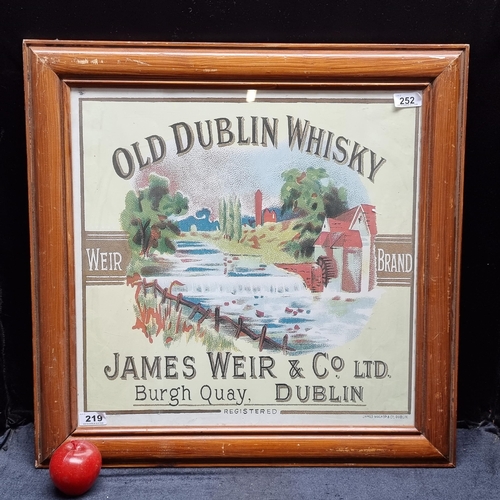 252
OLD DUBLIN WHISKY
WEIR BRAND
JAMES WEIR & CO LTD.
Burgh Quay, DUBLIN
219
REGISTERED